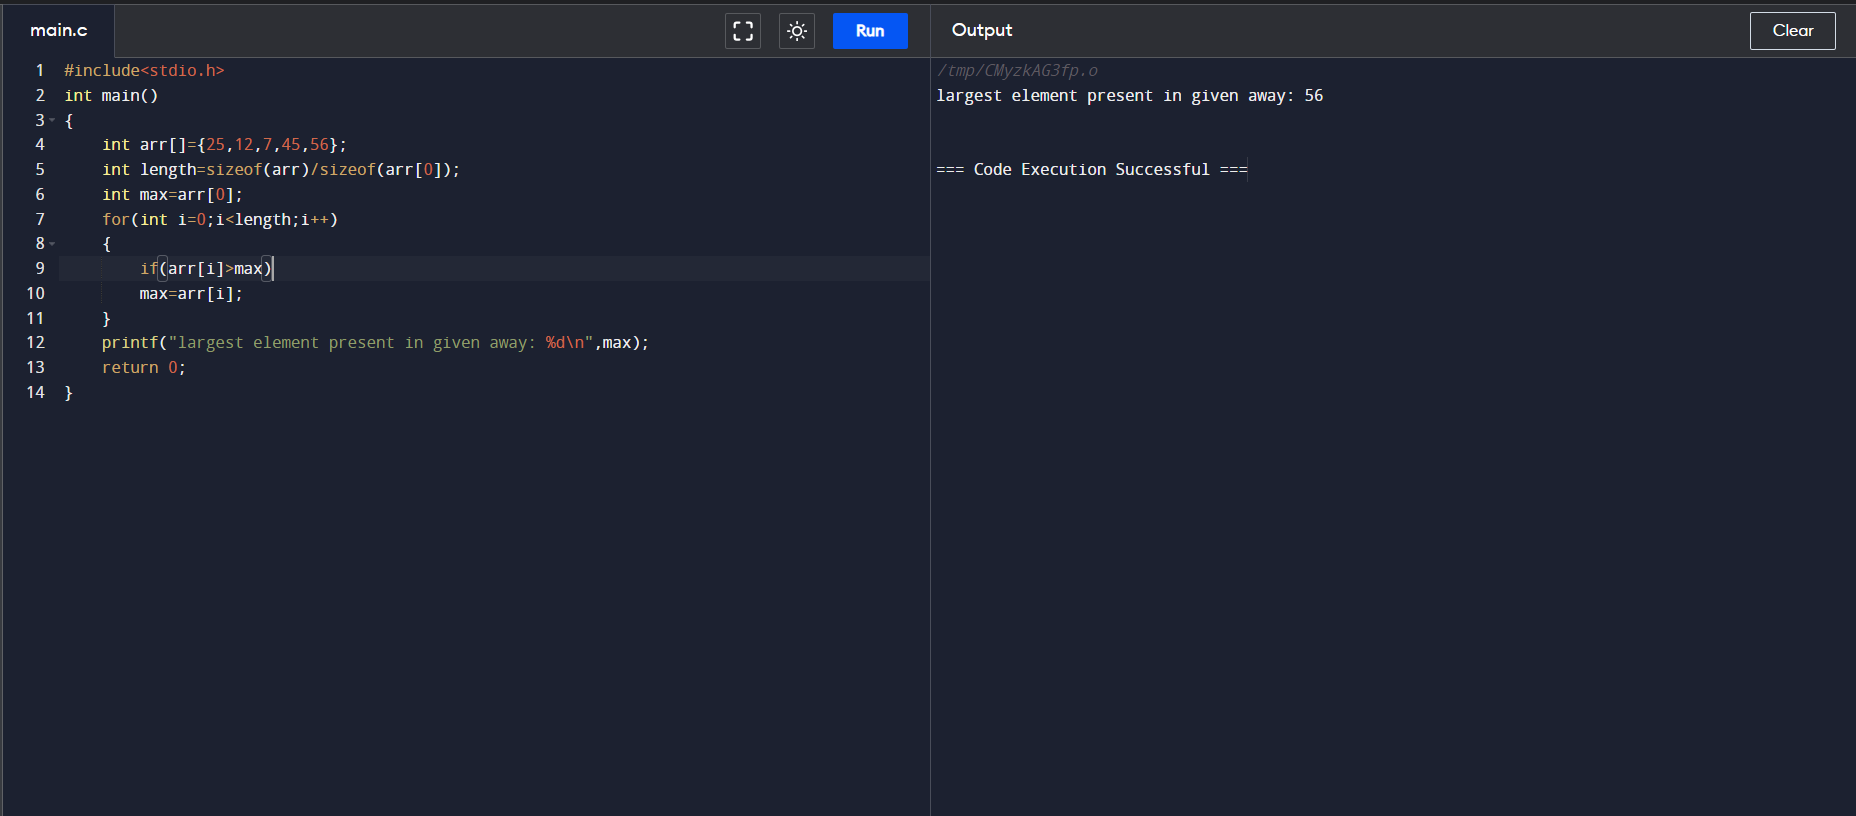 main.c
Run
Output
Clear
1 #include<stdio.h>
2 int main()
3 {
4     int arr[]={25,12,7,45,56};
5     int length=sizeof(arr)/sizeof(arr[0]);
6     int max=arr[0];
7     for(int i=0;i<length;i++)
8     {
9         if(arr[i]>max)
10         max=arr[i];
11     }
12     printf("largest element present in given away: %d\n",max);
13     return 0;
14 }
/tmp/CMyzkAG3fp.o
largest element present in given away: 56
=== Code Execution Successful ===